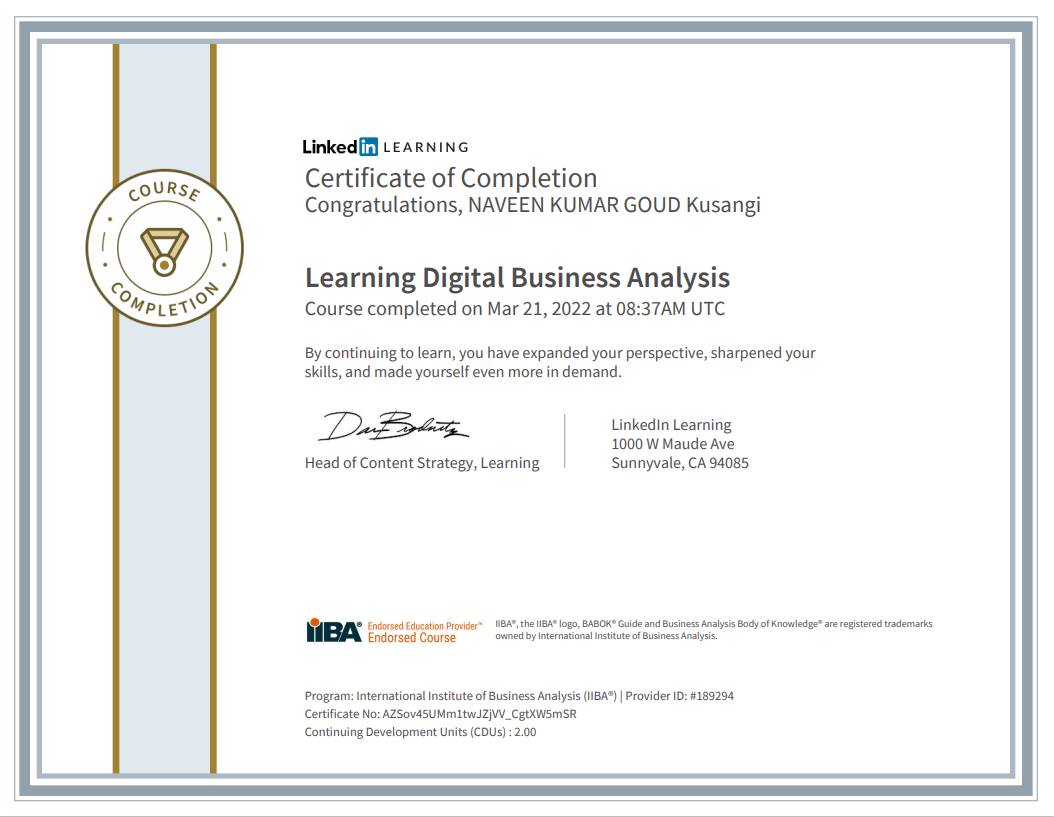 COURSE
COMPLETION
Linked in LEARNING
Certificate of Completion
Congratulations, NAVEEN KUMAR GOUD Kusangi
Learning Digital Business Analysis
Course completed on Mar 21, 2022 at 08:37AM UTC
By continuing to learn, you have expanded your perspective, sharpened your
skills, and made yourself even more in demand.
Head of Content Strategy, Learning
LinkedIn Learning
1000 W Maude Ave
Sunnyvale, CA 94085
IIBA® Endorsed Education Provider™
Endorsed Course
IIBA®, the IIBA® logo, BABOK® Guide and Business Analysis Body of Knowledge® are registered trademarks
owned by International Institute of Business Analysis.
Program: International Institute of Business Analysis (IIBA®) | Provider ID: #189294
Certificate No: AZSov45UMm1twJZjVV_CgtXW5mSR
Continuing Development Units (CDUs) : 2.00